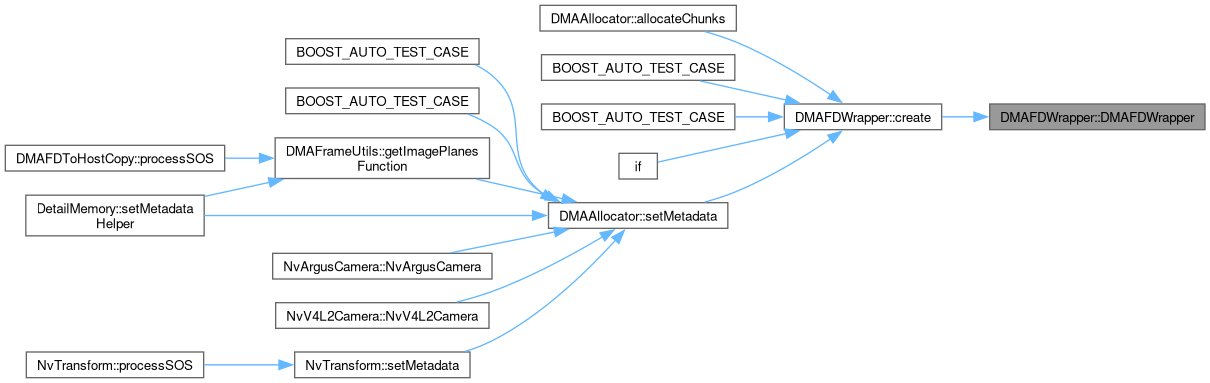 DMAAllocator::allocateChunks
BOOST_AUTO_TEST_CASE
BOOST_AUTO_TEST_CASE
BOOST_AUTO_TEST_CASE
BOOST_AUTO_TEST_CASE
DMAFDWrapper::create
DMAFDWrapper::DMAFDWrapper
DMAFDToHostCopy::processSOS
DMAFrameUtils::getImagePlanes
Function
if
DetailMemory::setMetadata
Helper
DMAAllocator::setMetadata
NvArgusCamera::NvArgusCamera
NvV4L2Camera::NvV4L2Camera
NvTransform::processSOS
NvTransform::setMetadata